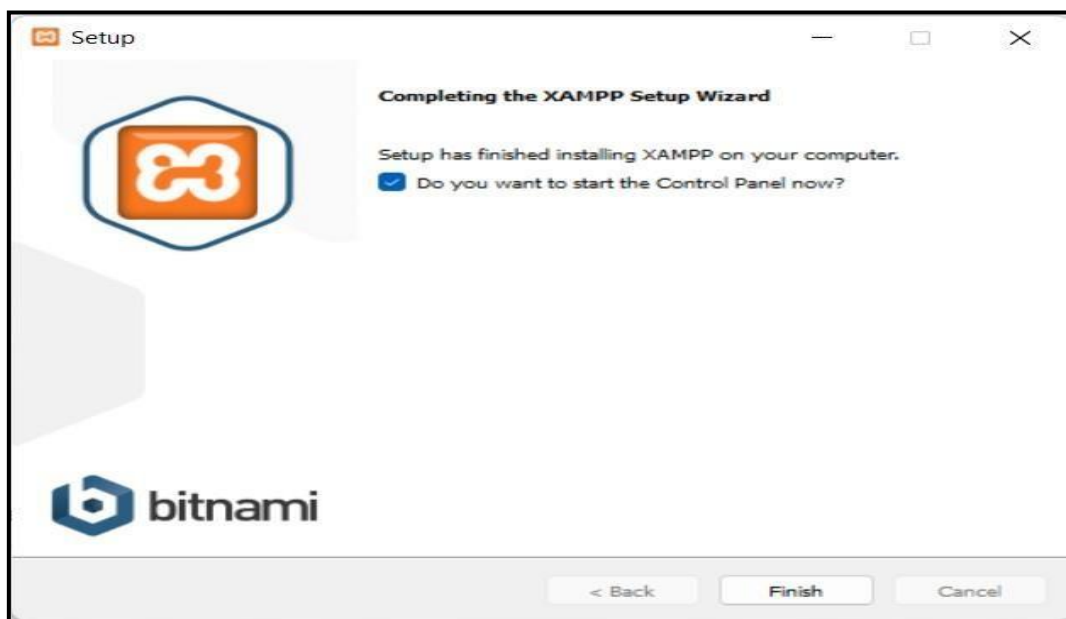 Setup
Completing the XAMPP Setup Wizard
Setup has finished installing XAMPP on your computer.
Do you want to start the Control Panel now?
bitnami
< Back
Finish
Cancel